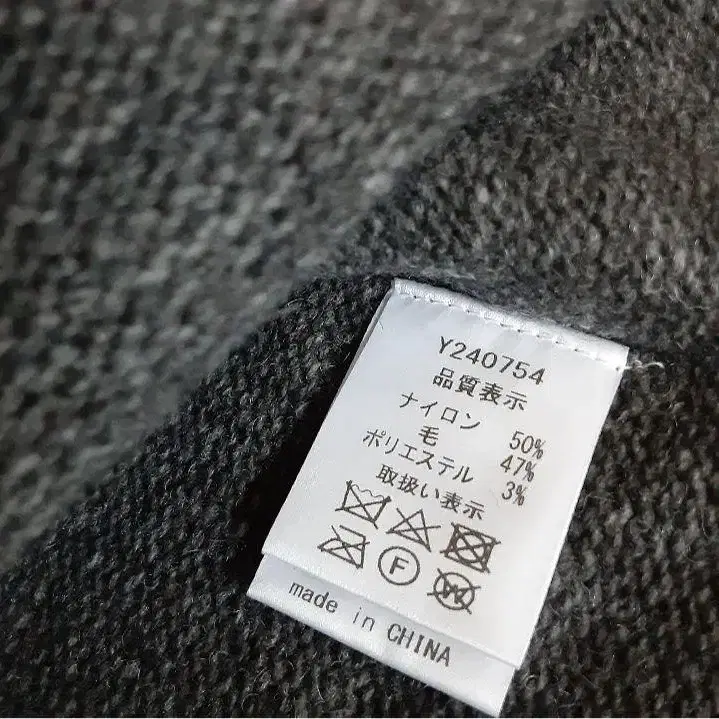 Y240754
品質表示
ナイロン 50%
毛 47%
ポリエステル 3%
取扱い表示
F
W
made in CHINA